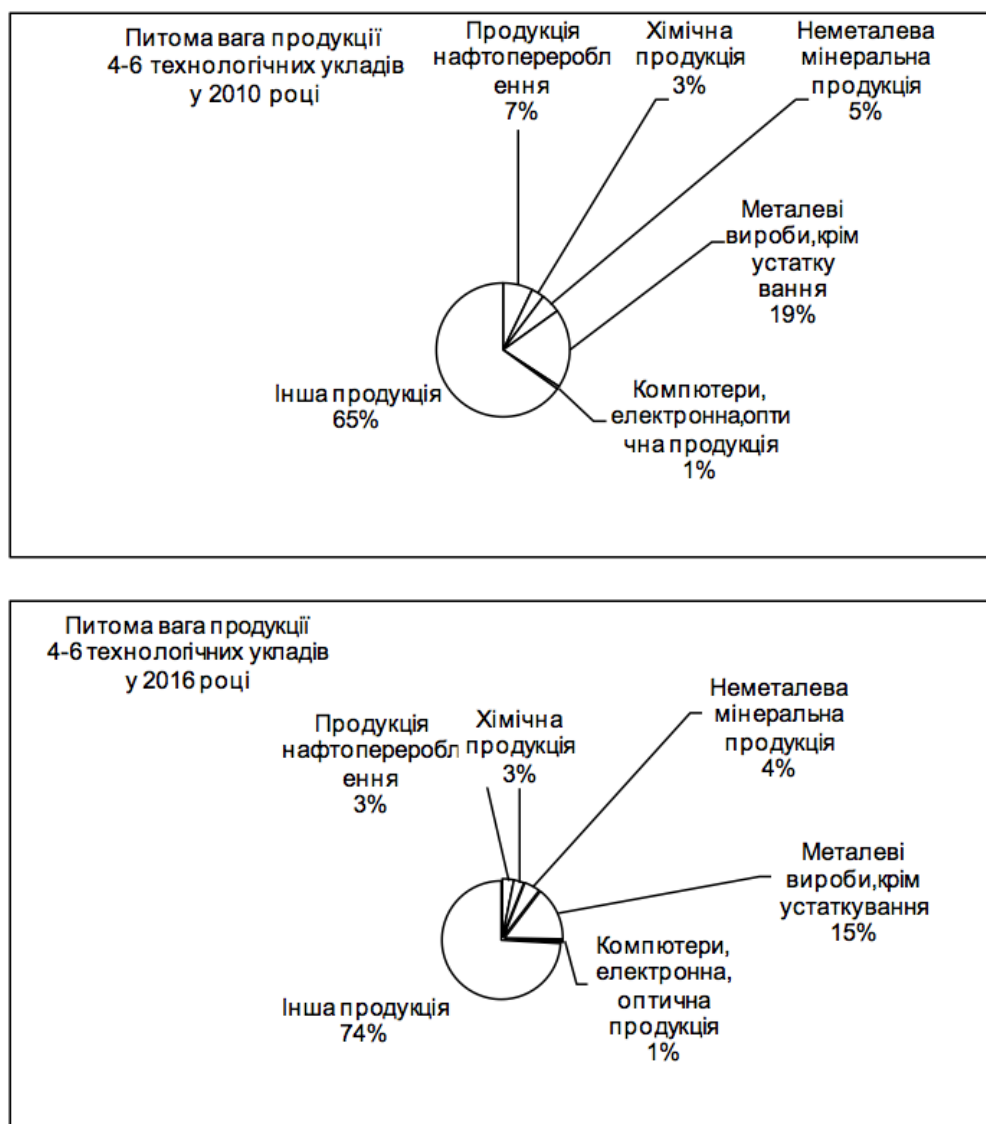 Питома вага продукції
4-6 технологічних укладів
у 2010 році
Продукція
нафтопереробл
ення
7%
Хімічна
продукція
3%
Неметалева
мінеральна
продукція
5%
Металеві
вироби,крім
устатку
вання
19%
Компютери,
електронна,опти
чна продукція
1%
Інша продукція
65%
Питома вага продукції
4-6 технологічних укладів
у 2016 році
Продукція
нафтопереробл
ення
3%
Хімічна
продукція
3%
Неметалева
мінеральна
продукція
4%
Металеві
вироби,крім
устаткування
15%
Компютери,
електронна,
оптична
продукція
1%
Інша продукція
74%